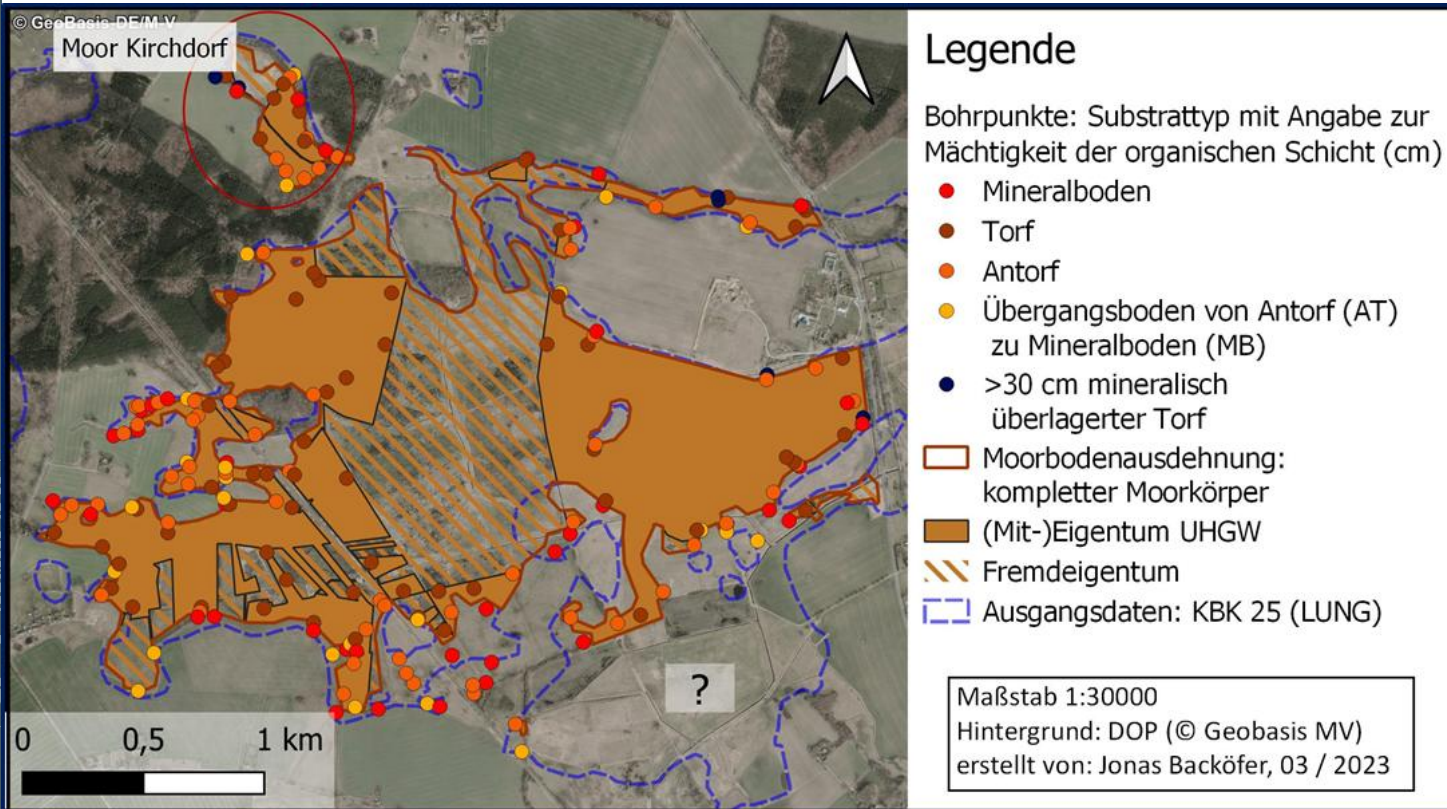 © GeoBasis-DE/M-V
Moor Kirchdorf
?
0 0,5 1 km
Legende
Bohrpunkte: Substrattyp mit Angabe zur
Mächtigkeit der organischen Schicht (cm)
Mineralboden
Torf
Antorf
Übergangsboden von Antorf (AT)
zu Mineralboden (MB)
>30 cm mineralisch
überlagerter Torf
Moorbodenausdehnung:
kompletter Moorkörper
(Mit-)Eigentum UHGW
Fremdeigentum
Ausgangsdaten: KBK 25 (LUNG)
Maßstab 1:30000
Hintergrund: DOP (© Geobasis MV)
erstellt von: Jonas Backöfer, 03 / 2023